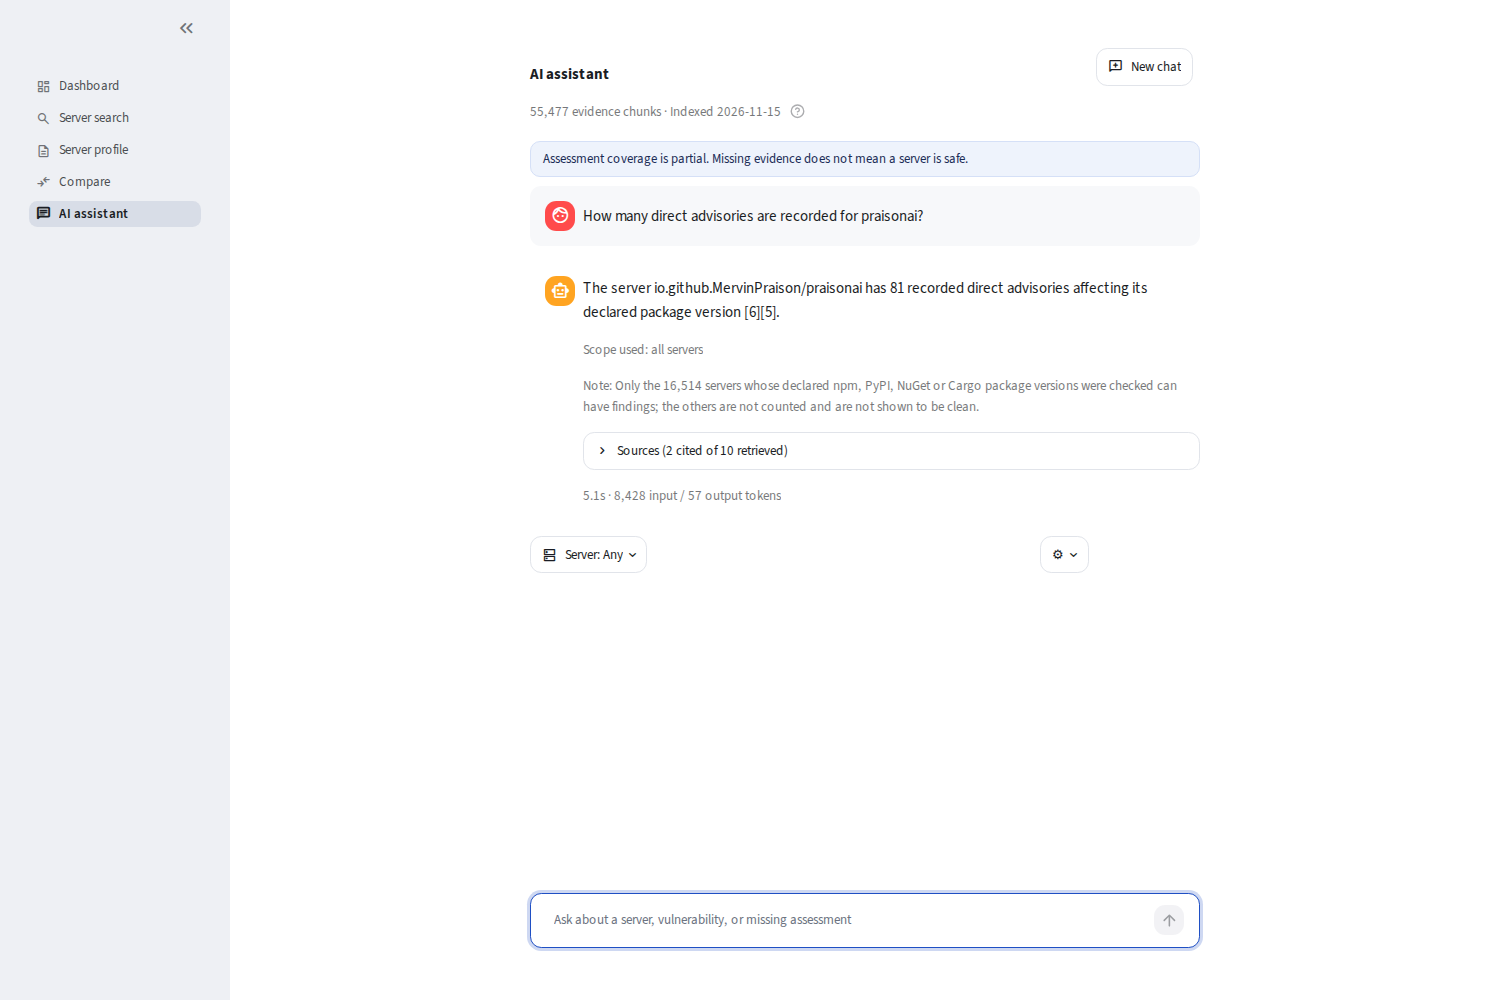 Dashboard
Server search
Server profile
Compare
AI assistant
AI assistant
New chat
55,477 evidence chunks · Indexed 2026-11-15
Assessment coverage is partial. Missing evidence does not mean a server is safe.
How many direct advisories are recorded for praisonai?
The server io.github.MervinPraison/praisonai has 81 recorded direct advisories affecting its
declared package version [6][5].
Scope used: all servers
Note: Only the 16,514 servers whose declared npm, PyPI, NuGet or Cargo package versions were checked can
have findings; the others are not counted and are not shown to be clean.
Sources (2 cited of 10 retrieved)
5.1s · 8,428 input / 57 output tokens
Server: Any
Ask about a server, vulnerability, or missing assessment